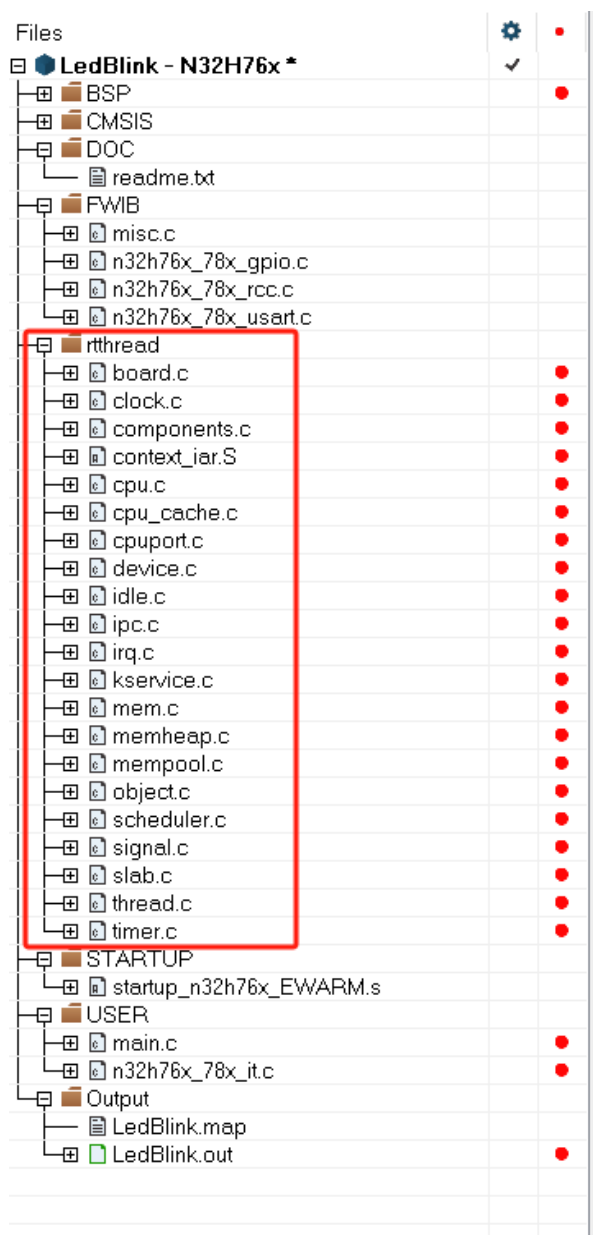 Files
LedBlink - N32H76x *
BSP
CMSIS
DOC
readme.txt
FWlB
misc.c
n32h76x_78x_gpio.c
n32h76x_78x_rcc.c
n32h76x_78x_usart.c
rtthread
board.c
clock.c
components.c
context_iar.S
cpu.c
cpu_cache.c
cpuport.c
device.c
idle.c
ipc.c
irq.c
kservice.c
mem.c
memheap.c
mempool.c
object.c
scheduler.c
signal.c
slab.c
thread.c
timer.c
STARTUP
startup_n32h76x_EWARM.s
USER
main.c
n32h76x_78x_it.c
Output
LedBlink.map
LedBlink.out